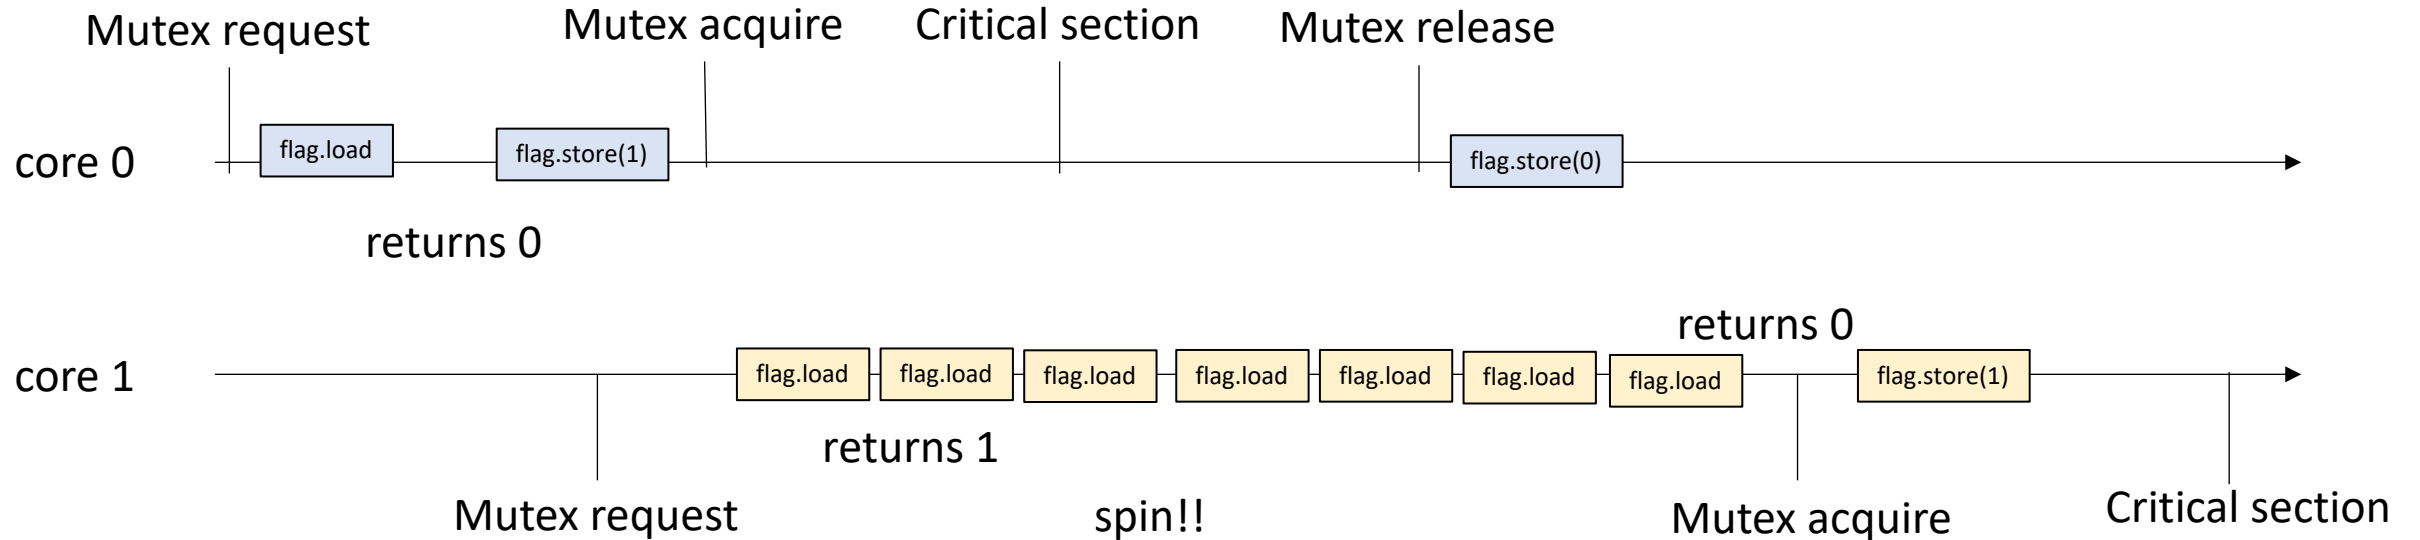 Mutex request
Mutex acquire
Critical section
Mutex release
core 0
flag.load
flag.store(1)
flag.store(0)
returns 0
returns 0
core 1
flag.load
flag.load
flag.load
flag.load
flag.load
flag.load
flag.load
flag.store(1)
returns 1
Mutex request
spin!!
Mutex acquire
Critical section